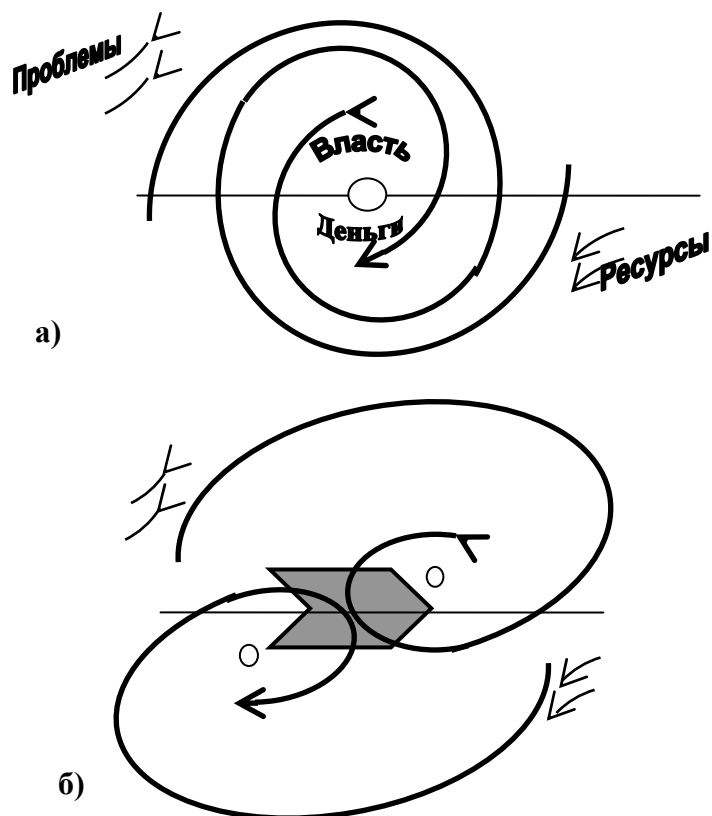 Проблемы
Власть
Деньги
Ресурсы
а)
б)